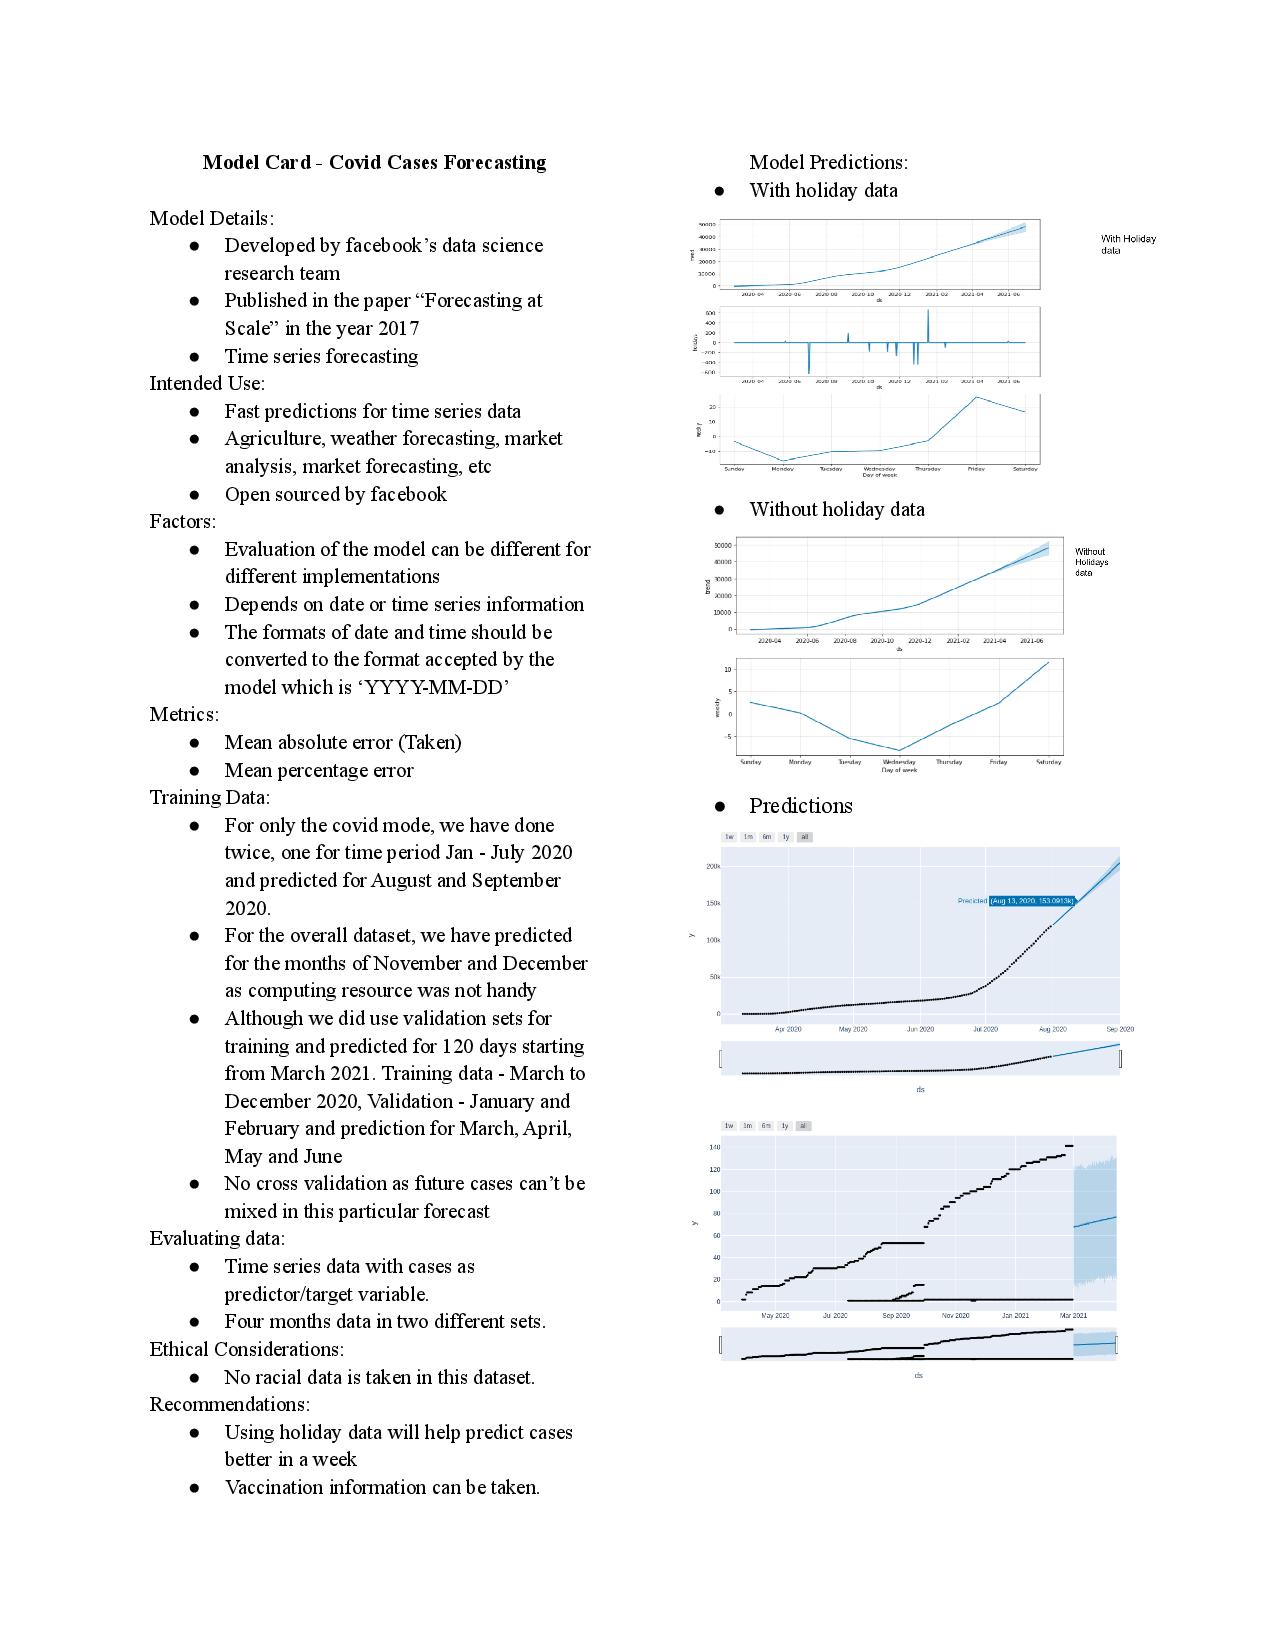 Model Card - Covid Cases Forecasting
Model Details:
● Developed by facebook’s data science
research team
● Published in the paper “Forecasting at
Scale” in the year 2017
● Time series forecasting
Intended Use:
● Fast predictions for time series data
● Agriculture, weather forecasting, market
analysis, market forecasting, etc
● Open sourced by facebook
Factors:
● Evaluation of the model can be different for
different implementations
● Depends on date or time series information
● The formats of date and time should be
converted to the format accepted by the
model which is ‘YYYY-MM-DD’
Metrics:
● Mean absolute error (Taken)
● Mean percentage error
Training Data:
● For only the covid mode, we have done
twice, one for time period Jan - July 2020
and predicted for August and September
2020.
● For the overall dataset, we have predicted
for the months of November and December
as computing resource was not handy
● Although we did use validation sets for
training and predicted for 120 days starting
from March 2021. Training data - March to
December 2020, Validation - January and
February and prediction for March, April,
May and June
● No cross validation as future cases can’t be
mixed in this particular forecast
Evaluating data:
● Time series data with cases as
predictor/target variable.
● Four months data in two different sets.
Ethical Considerations:
● No racial data is taken in this dataset.
Recommendations:
● Using holiday data will help predict cases
better in a week
● Vaccination information can be taken.
Model Predictions:
● With holiday data
With Holiday
data
50000
40000
30000
20000
10000
0
trend
2020-04 2020-06 2020-08 2020-10 2020-12 2021-02 2021-04 2021-06
ds
600
400
200
0
−200
−400
−600
holidays
2020-04 2020-06 2020-08 2020-10 2020-12 2021-02 2021-04 2021-06
ds
20
10
0
−10
weekly
Sunday Monday Tuesday Wednesday Thursday Friday Saturday
Day of week
● Without holiday data
Without
Holidays
data
50000
40000
30000
20000
10000
0
trend
2020-04 2020-06 2020-08 2020-10 2020-12 2021-02 2021-04 2021-06
ds
10
5
0
−5
weekly
Sunday Monday Tuesday Wednesday Thursday Friday Saturday
Day of week
● Predictions
1w 1m 6m 1y all
200k
150k
100k
50k
0
y
Predicted (Aug 13, 2020, 153.0913k)
Apr 2020 May 2020 Jun 2020 Jul 2020 Aug 2020 Sep 2020
ds
1w 1m 6m 1y all
140
120
100
80
60
40
20
0
y
May 2020 Jul 2020 Sep 2020 Nov 2020 Jan 2021 Mar 2021
ds